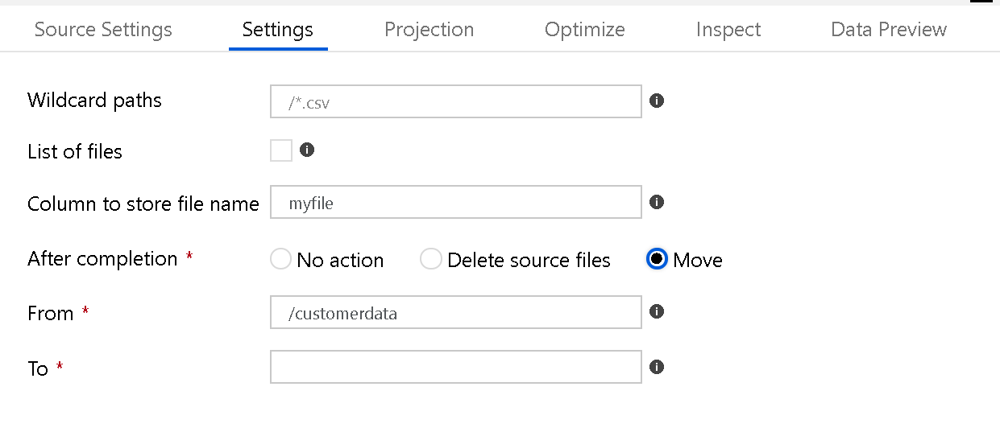 Source Settings Settings Projection Optimize Inspect Data Preview
Wildcard paths /*.csv
List of files
Column to store file name myfile
After completion * No action Delete source files Move
From * /customerdata
To *